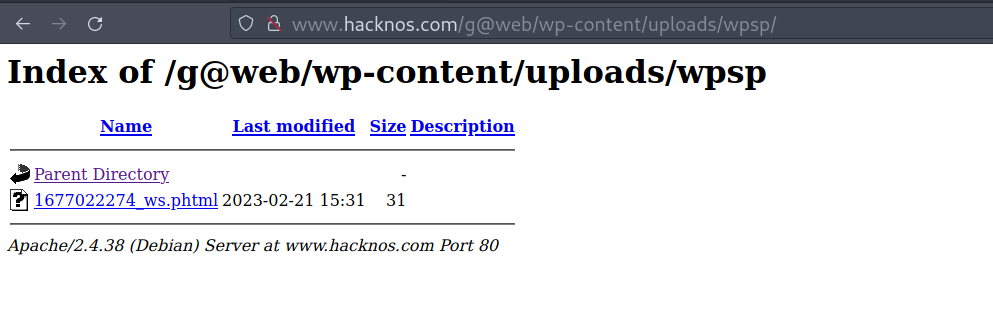 www.hacknos.com/g@web/wp-content/uploads/wpsp/
Index of /g@web/wp-content/uploads/wpsp
Name Last modified Size Description
Parent Directory -
1677022274_ws.phtml 2023-02-21 15:31 31
Apache/2.4.38 (Debian) Server at www.hacknos.com Port 80